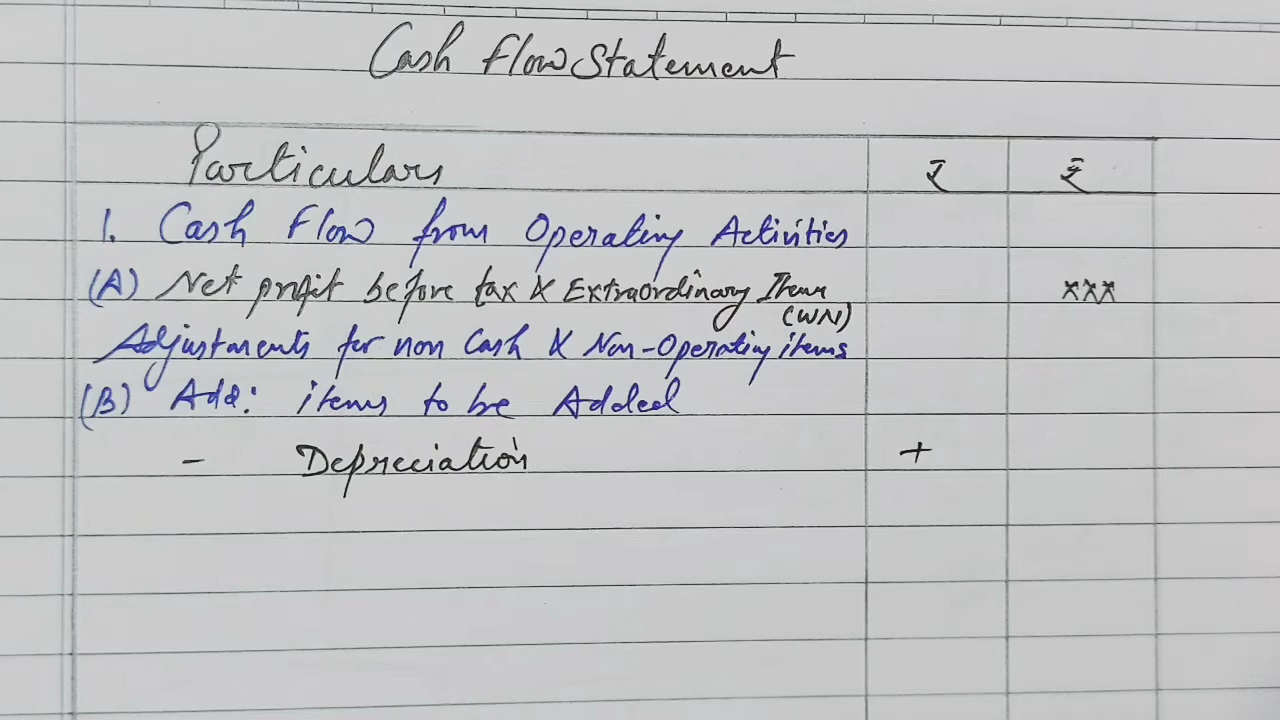 Cash Flow Statement
Particulars ₹ ₹
1. Cash Flow from Operating Activities
(A) Net profit before tax & Extraordinary Items xxx
(WN)
Adjustments for non Cash & Non-Operating items
(B) Add: items to be Added
- Depreciation +